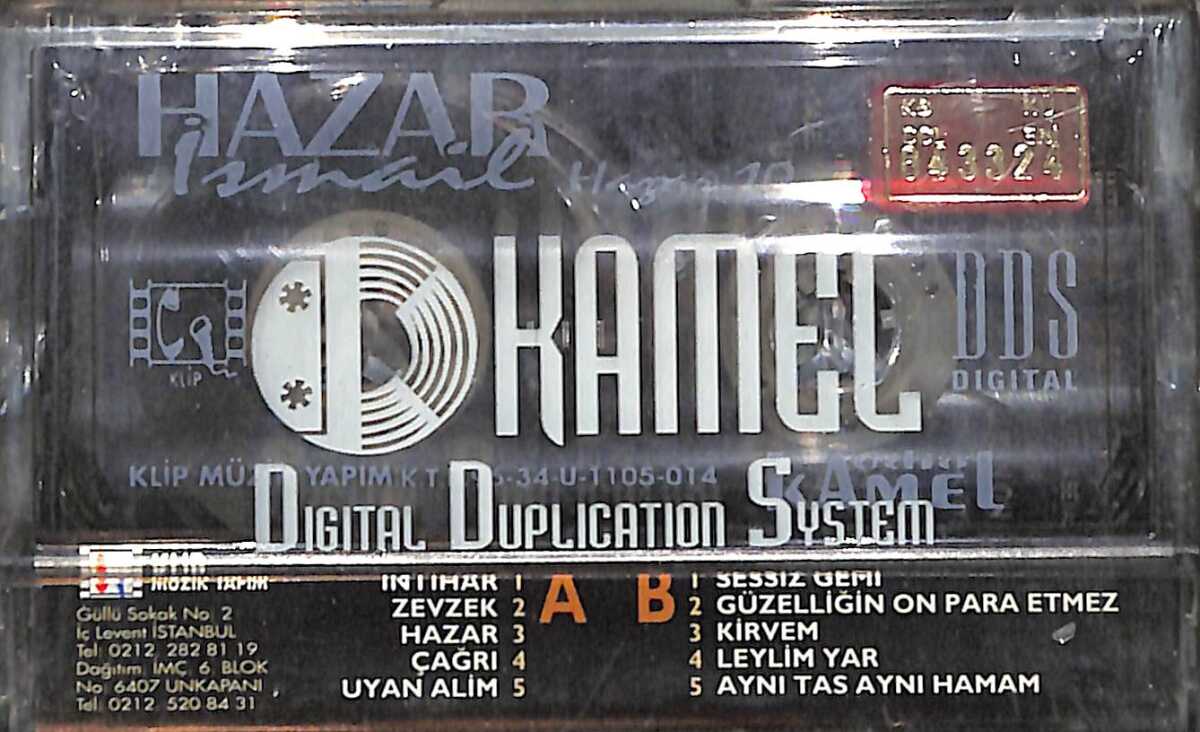 HAZAR
İsmail
KB
843324
KAMEL
DDS
DIGITAL
KLİP
YAPIM K T
-34-U-1105-014
KAMEL
DIGITAL DUPLICATION SYSTEM
MÜZİK YAPIM
Güllü Sokak No: 2
İç Levent İSTANBUL
Tel: 0212. 282 81 19
Dağıtım: İMÇ. 6. BLOK
No: 6407 UNKAPANI
Tel: 0212. 520 84 31
A
İNTİHAR 1
ZEVZEK 2
HAZAR 3
ÇAĞRI 4
UYAN ALİM 5
B
1 SESSİZ GEMİ
2 GÜZELLİĞİN ON PARA ETMEZ
3 KİRVEM
4 LEYLİM YAR
5 AYNI TAS AYNI HAMAM